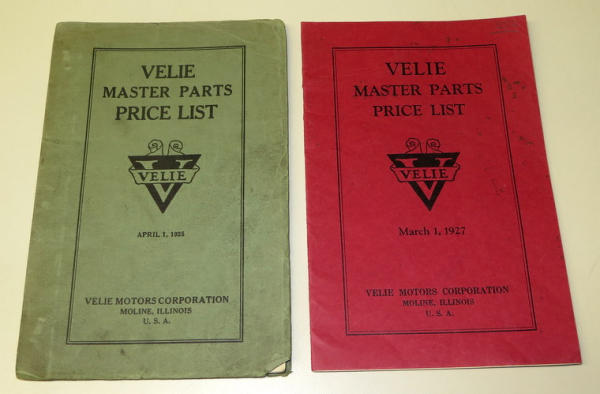 VELIE
MASTER PARTS
PRICE LIST
VELIE
APRIL 1, 1925
VELIE MOTORS CORPORATION
MOLINE, ILLINOIS
U. S. A.
VELIE
MASTER PARTS
PRICE LIST
VELIE
March 1, 1927
VELIE MOTORS CORPORATION
MOLINE, ILLINOIS
U. S. A.